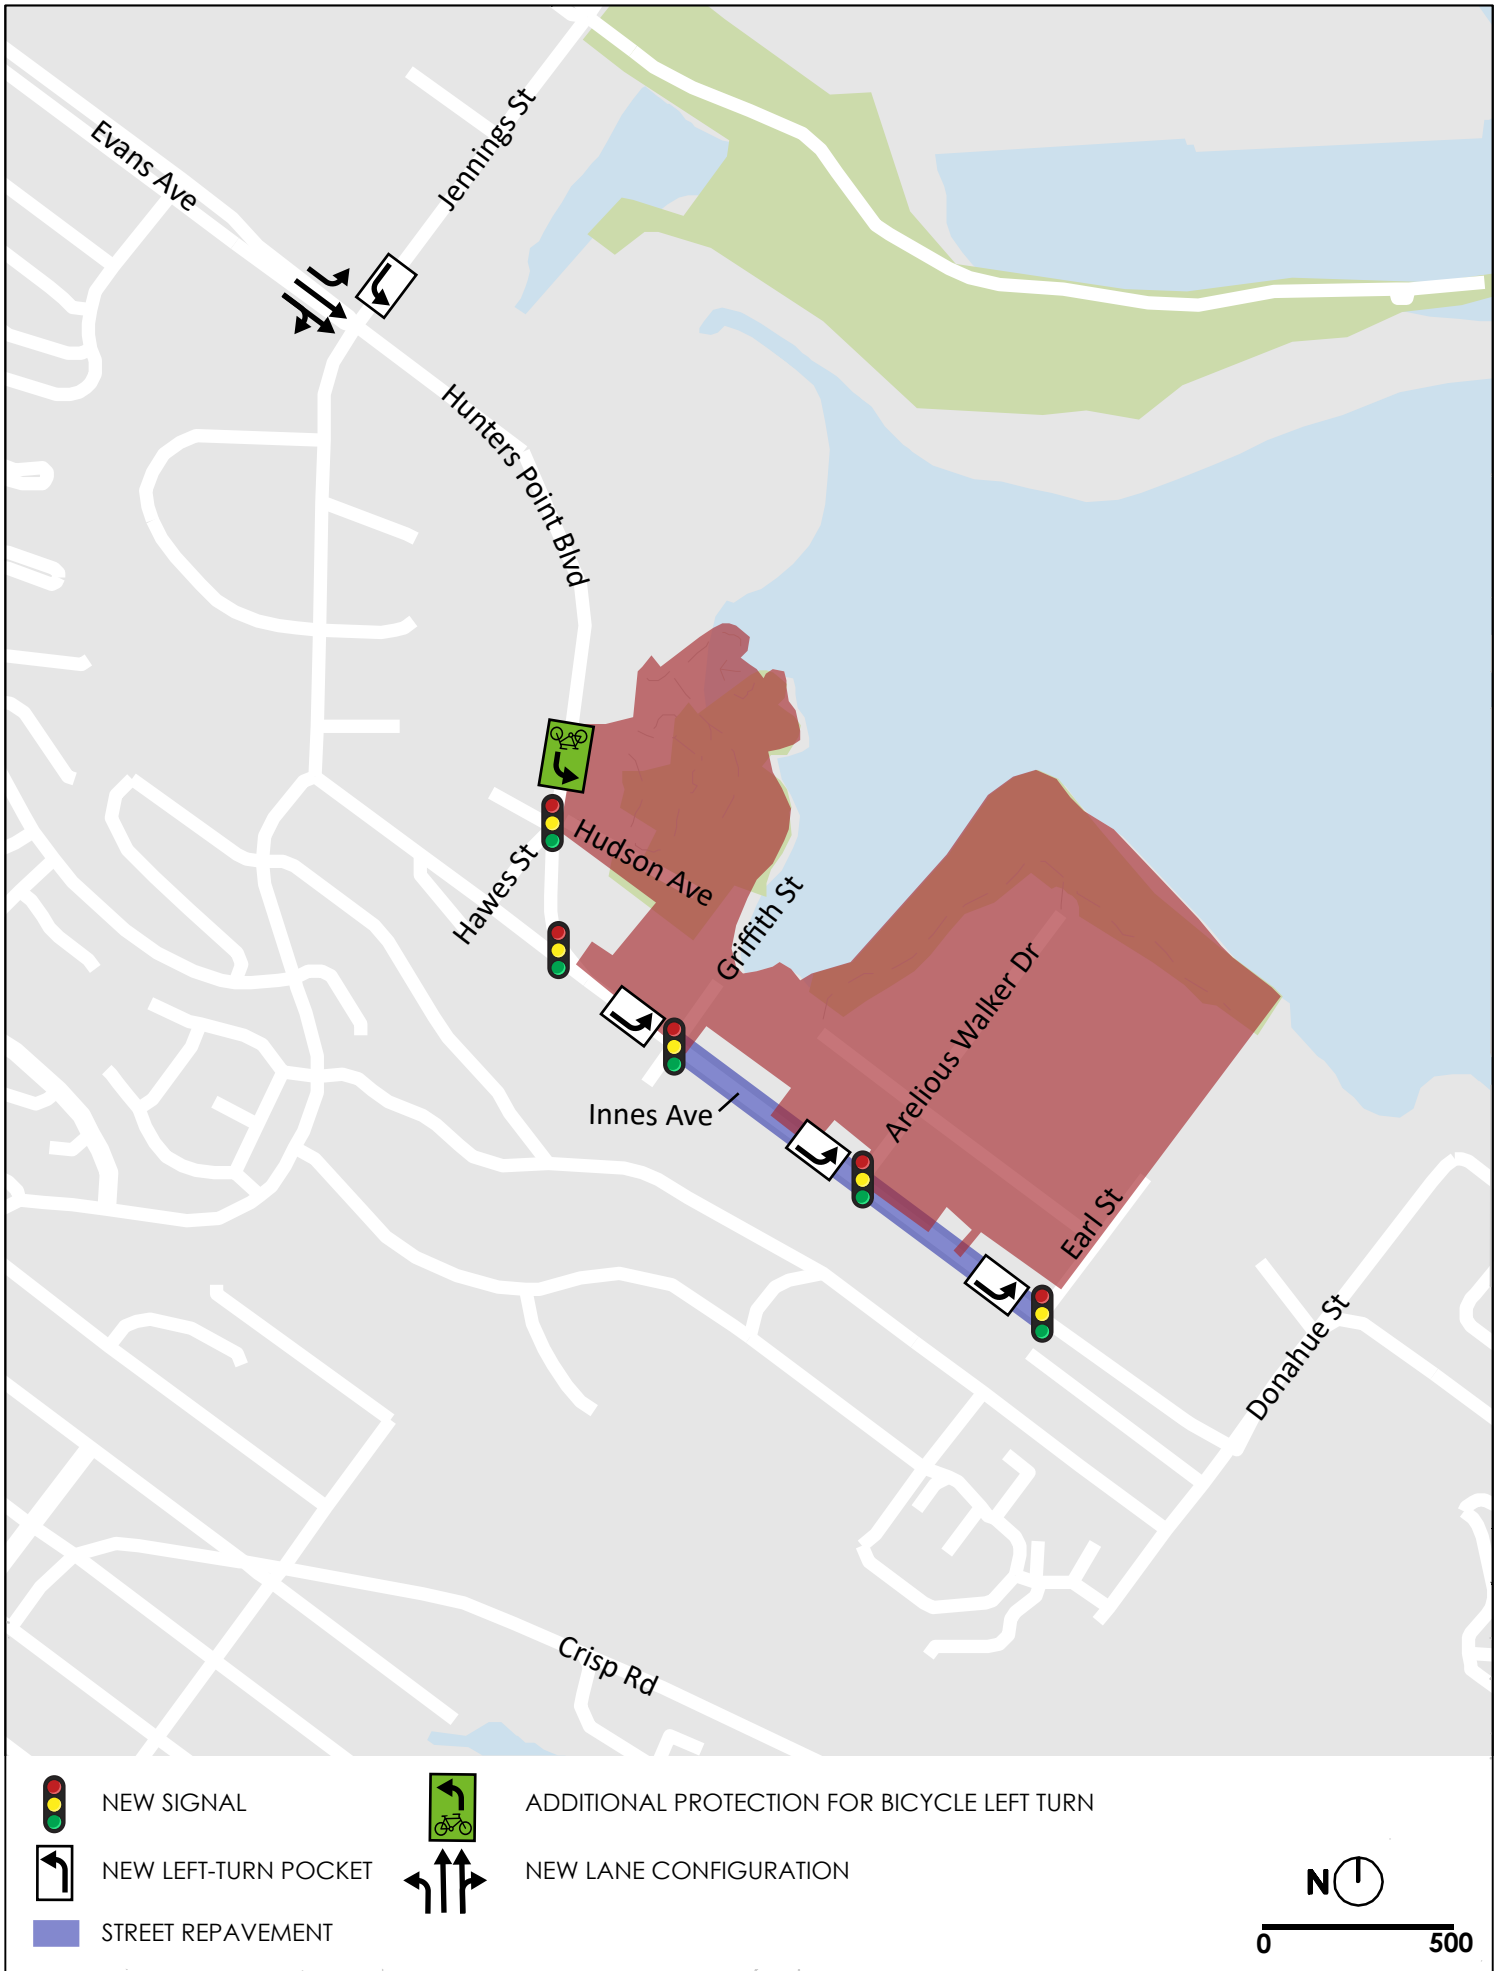 Evans Ave
Jennings St
Hunters Point Blvd
Hudson Ave
Hawes St
Griffith St
Arelious Walker Dr
Innes Ave
Earl St
Donahue St
Crisp Rd
NEW SIGNAL
ADDITIONAL PROTECTION FOR BICYCLE LEFT TURN
NEW LEFT-TURN POCKET
NEW LANE CONFIGURATION
N
STREET REPAVEMENT
0 500